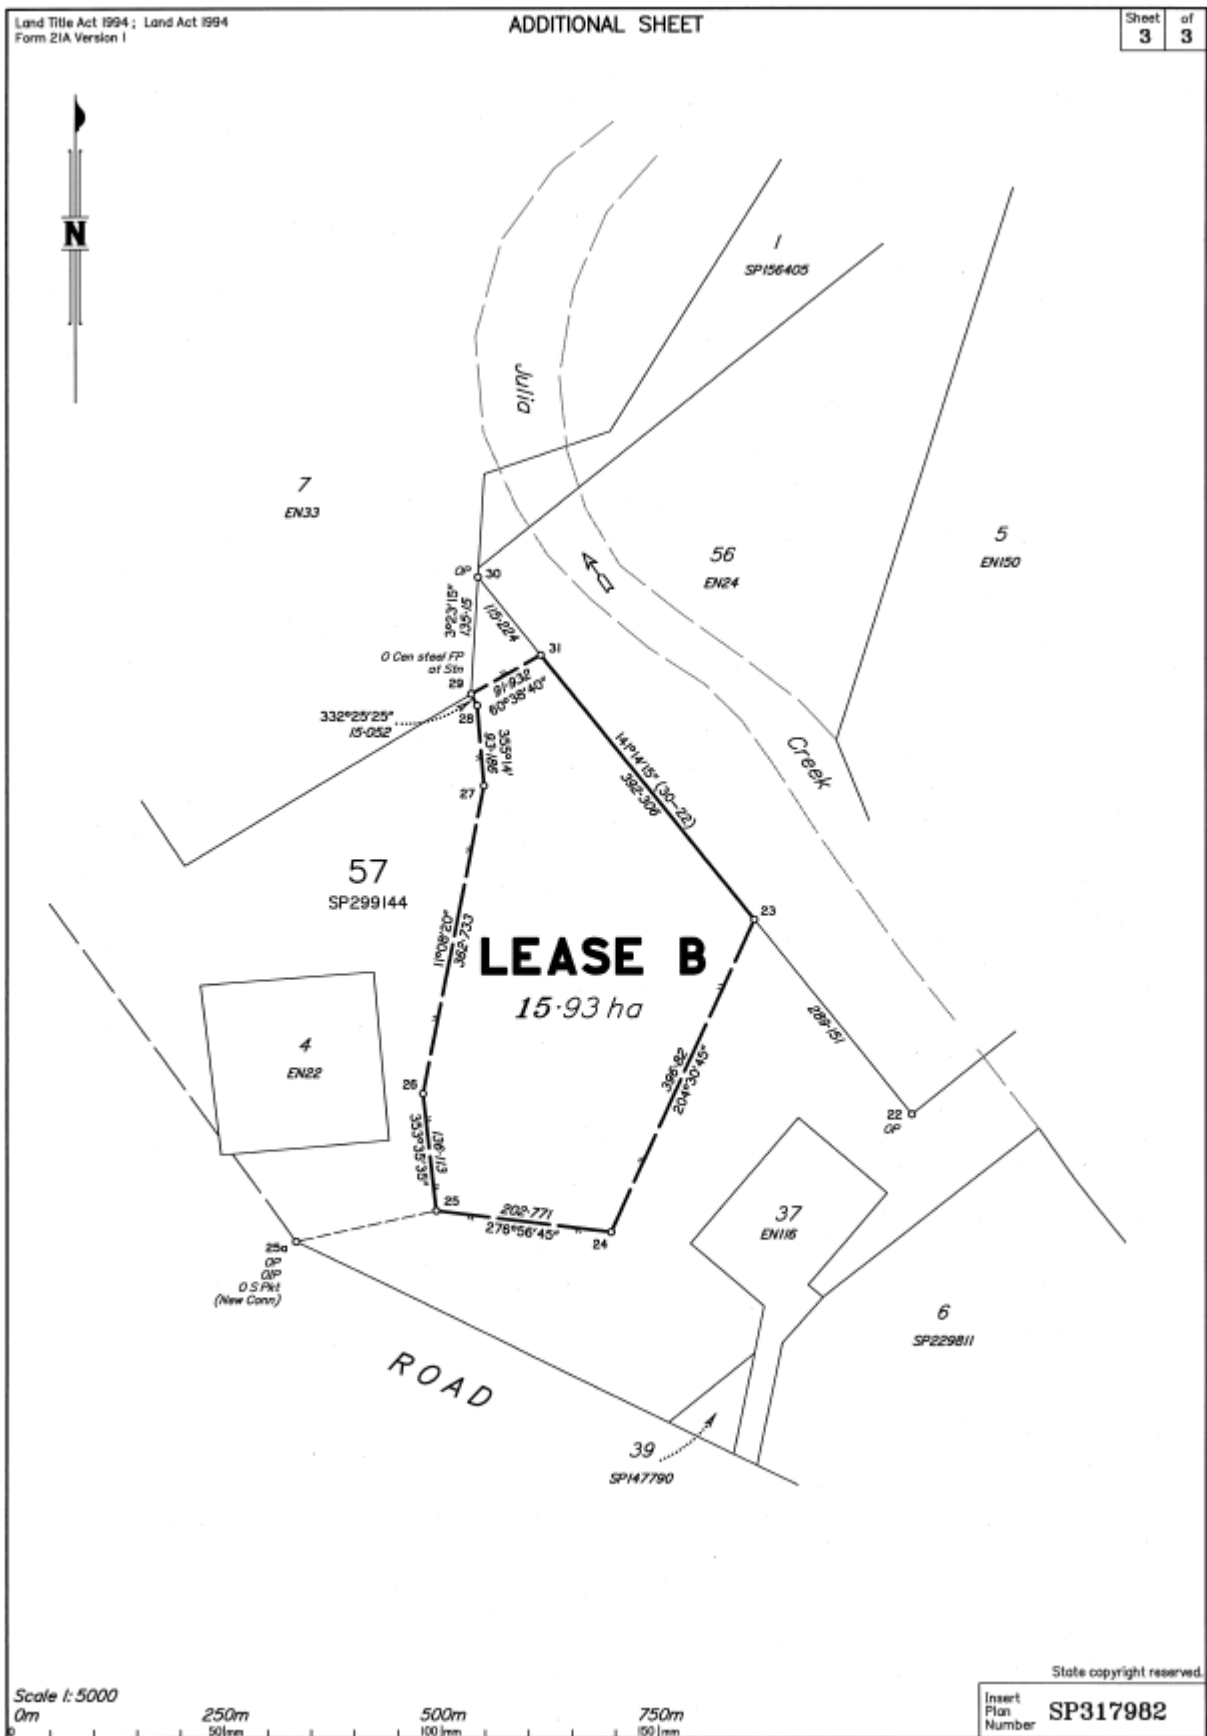 Land Title Act 1994 ; Land Act 1994
Form 21A Version 1
ADDITIONAL SHEET
Sheet of
3 3
N
1
SP156405
Julia
7
EN33
5
EN150
56
EN24
OP 30
3°23'15"
135·15
115·224
31
O Cen steel FP
at Stn
29
91·932
60°38'40"
332°25'25"
15·052
28
355°14'
93·186
27
141°14'15" (30–22)
392·306
Creek
57
SP299144
23
11°08'20"
362·733
LEASE B
15·93 ha
289·151
4
EN22
396·82
204°30'45"
26
22
OP
136·113
353°35'35"
25
202·771
276°56'45"
24
37
EN116
25a
OP
OIP
O S Pkt
(New Conn)
6
SP229811
ROAD
39
SP147790
State copyright reserved.
Scale 1: 5000
0m 250m 500m 750m
0 50mm 100mm 150mm
Insert
Plan
Number
SP317982